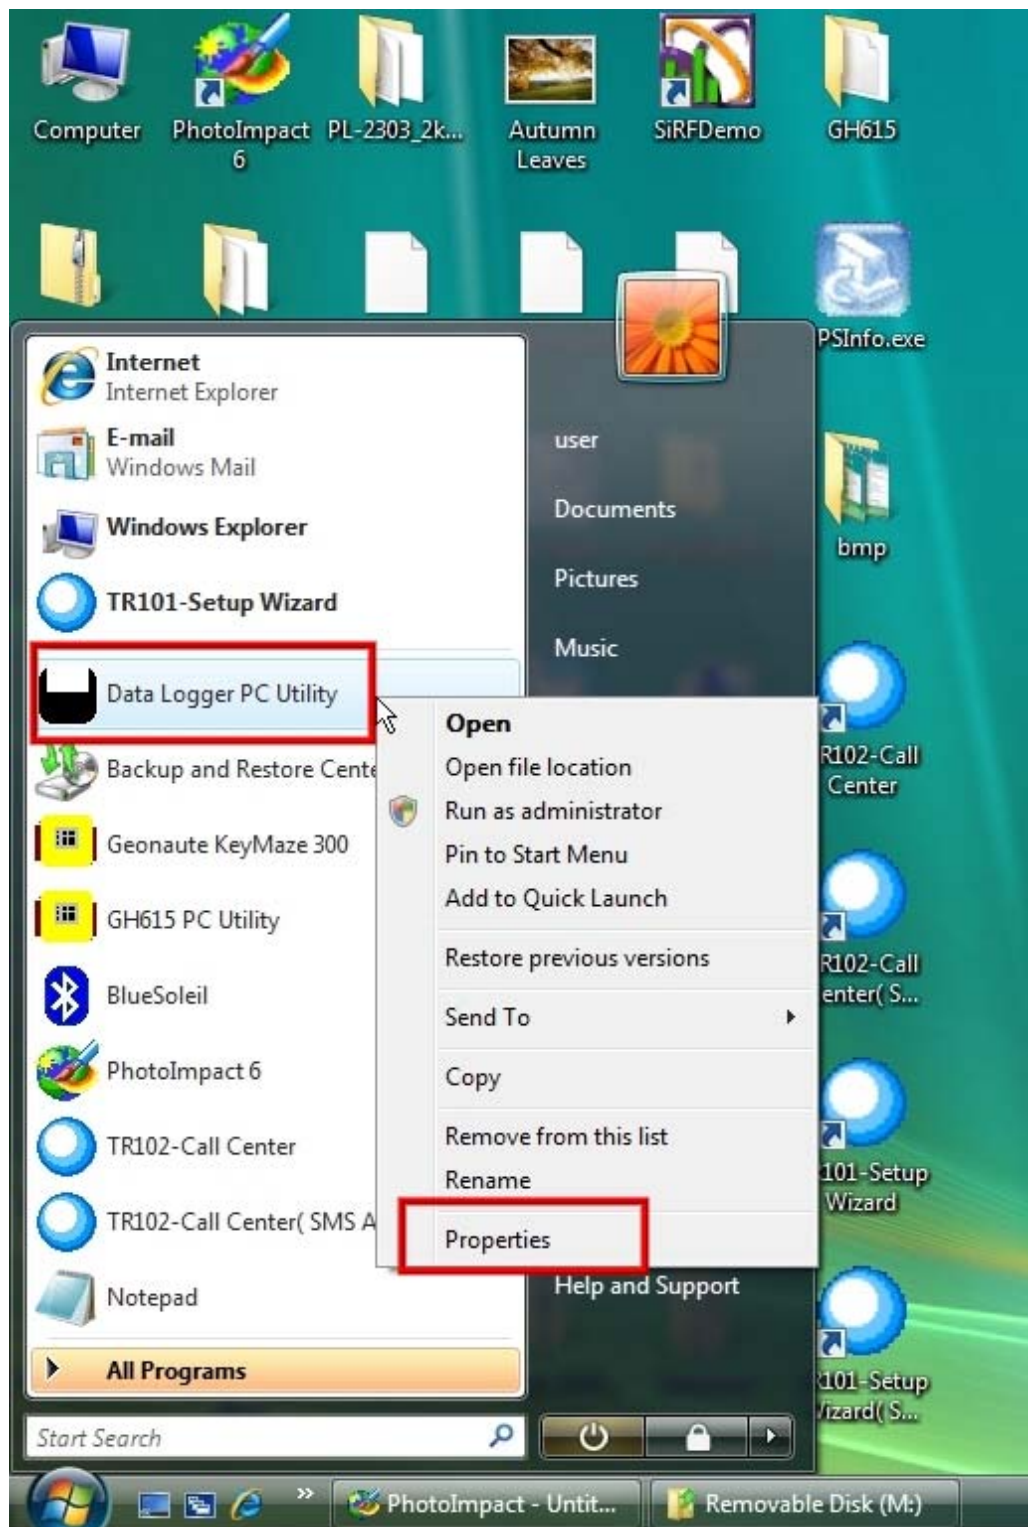 Computer
PhotoImpact
6
PL-2303_2k...
Autumn
Leaves
SiRFDemo
GH615
PSInfo.exe
bmp
R102-Call
Center
R102-Call
enter( S...
101-Setup
Wizard
101-Setup
Vizard( S...
Internet
Internet Explorer
E-mail
Windows Mail
Windows Explorer
TR101-Setup Wizard
Data Logger PC Utility
Backup and Restore Cente
Geonaute KeyMaze 300
GH615 PC Utility
BlueSoleil
PhotoImpact 6
TR102-Call Center
TR102-Call Center( SMS A
Notepad
All Programs
Start Search
user
Documents
Pictures
Music
Help and Support
Open
Open file location
Run as administrator
Pin to Start Menu
Add to Quick Launch
Restore previous versions
Send To
Copy
Remove from this list
Rename
Properties
PhotoImpact - Untit...
Removable Disk (M:)